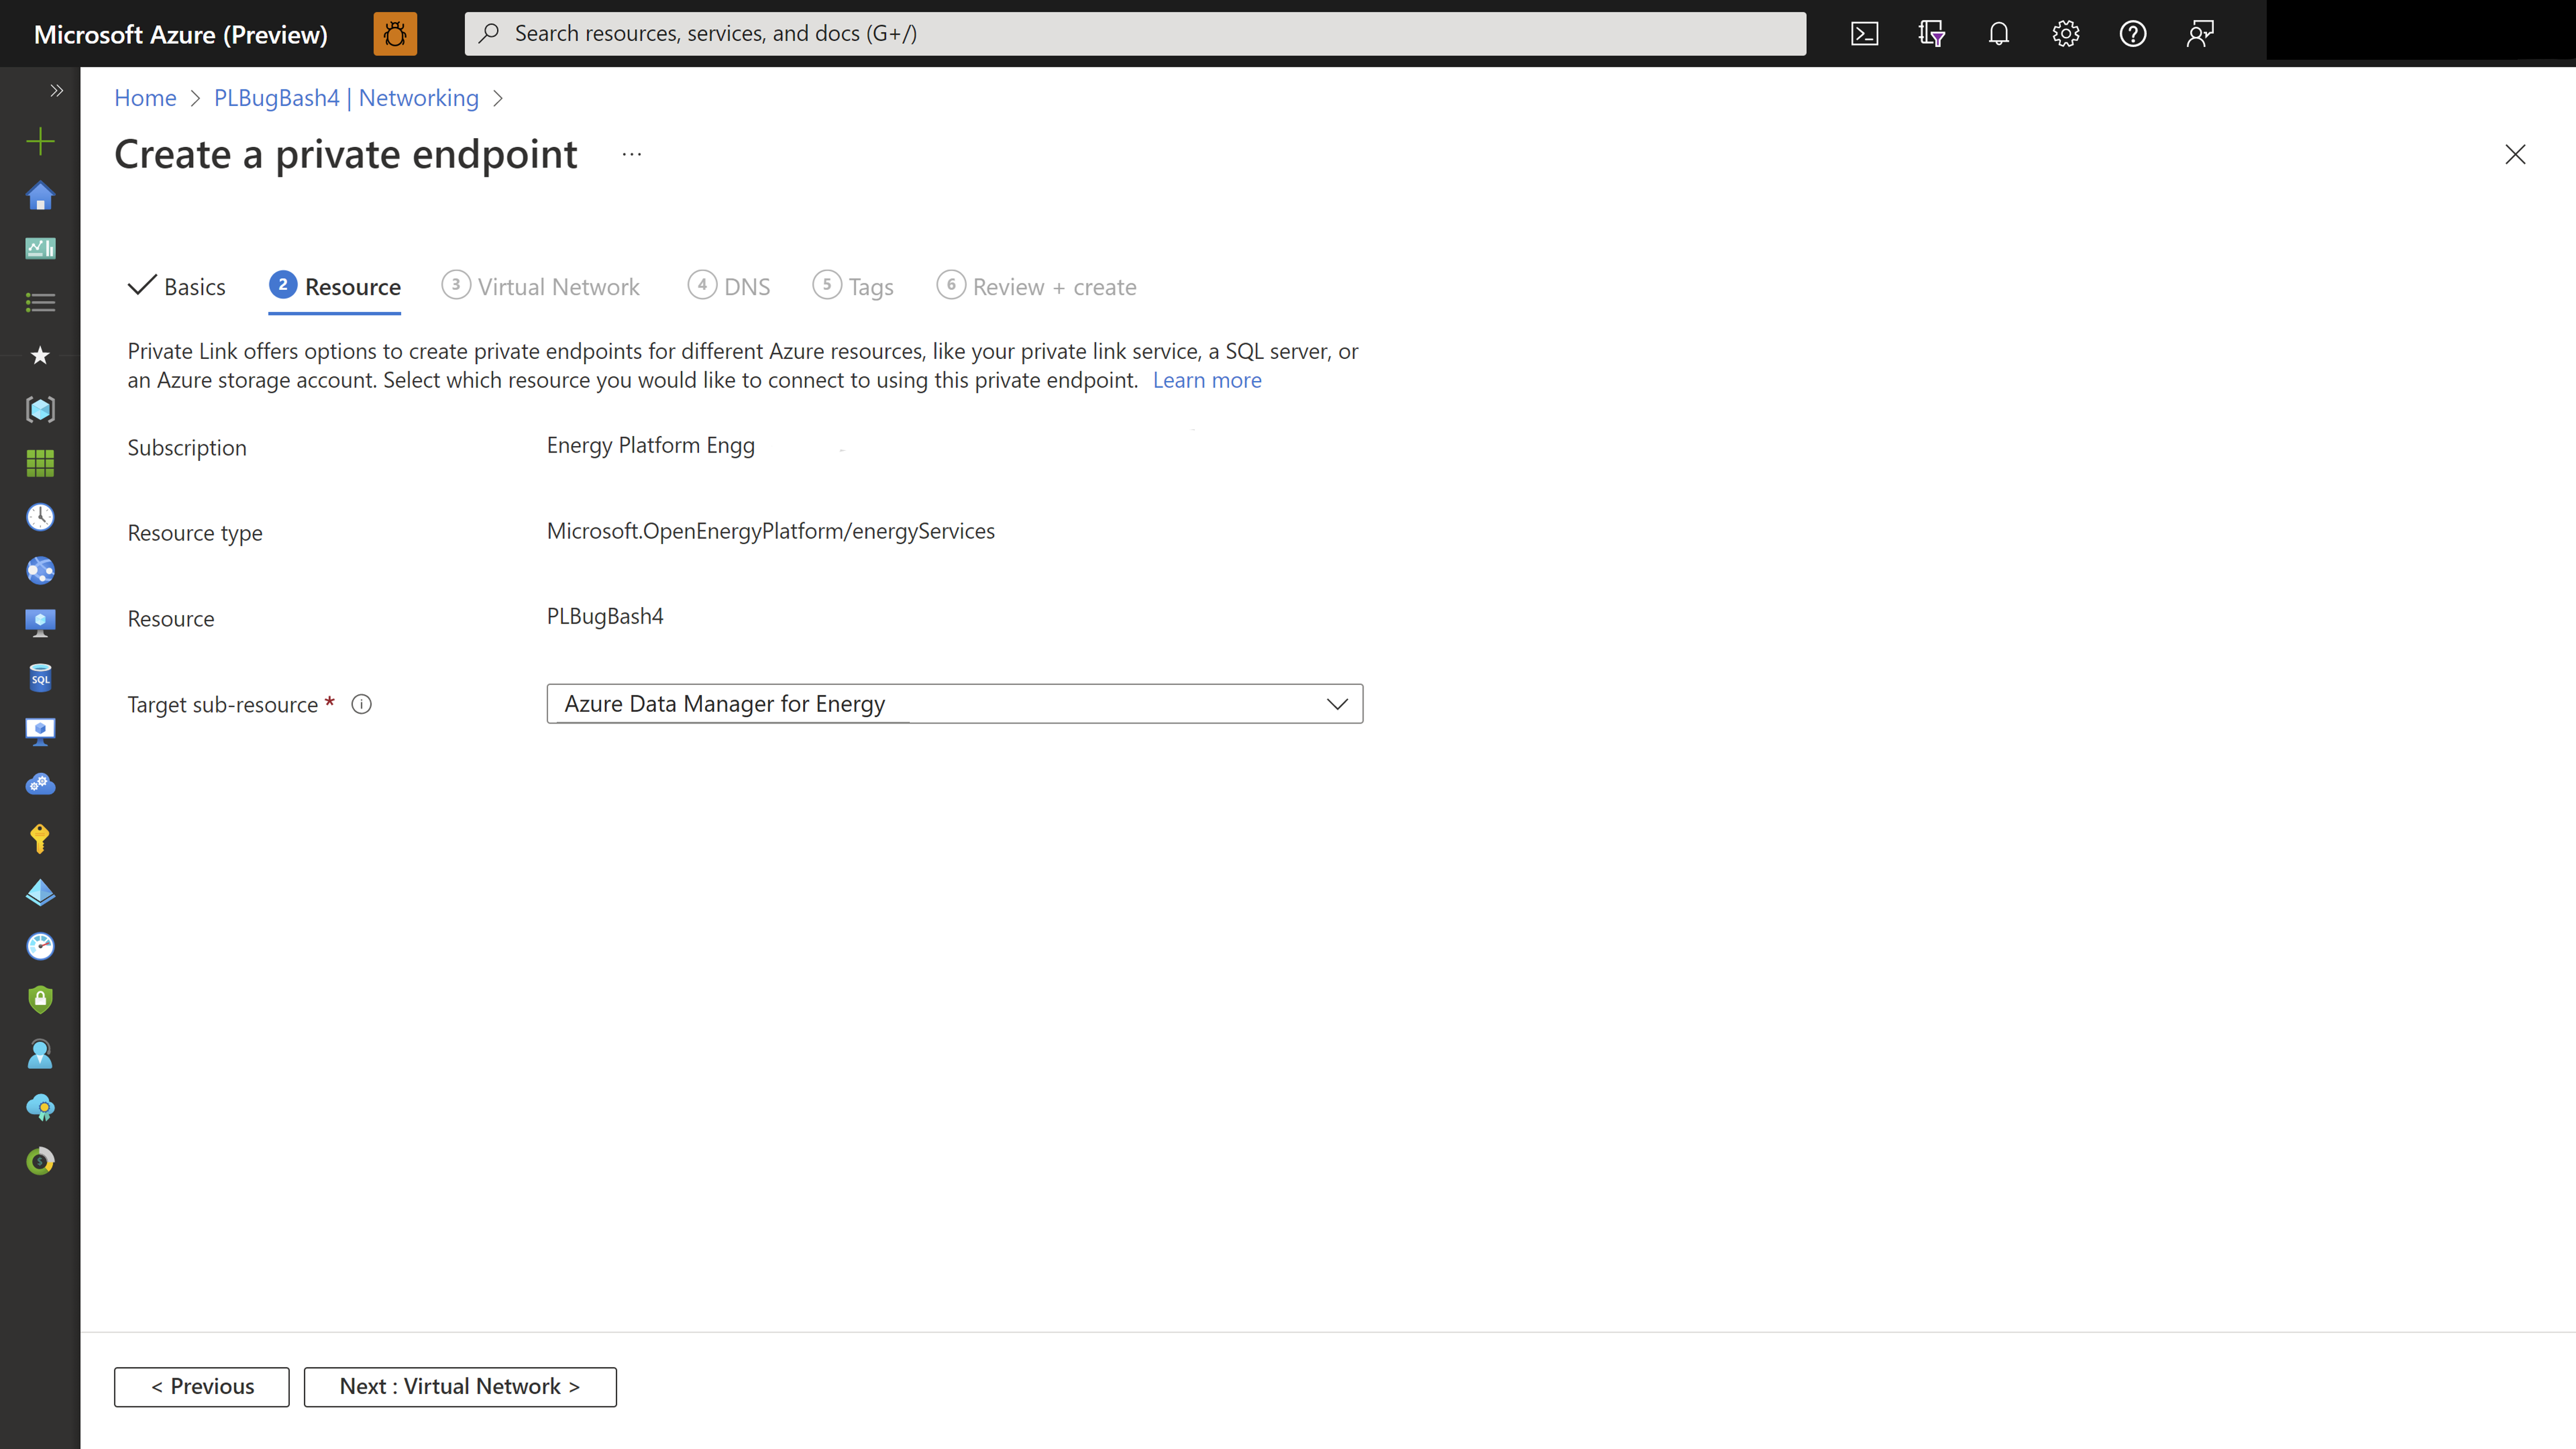 Microsoft Azure (Preview)
Search resources, services, and docs (G+/)
Home > PLBugBash4 | Networking >
Create a private endpoint ...
Basics 2 Resource 3 Virtual Network 4 DNS 5 Tags 6 Review + create
Private Link offers options to create private endpoints for different Azure resources, like your private link service, a SQL server, or
an Azure storage account. Select which resource you would like to connect to using this private endpoint. Learn more
Subscription Energy Platform Engg
Resource type Microsoft.OpenEnergyPlatform/energyServices
Resource PLBugBash4
Target sub-resource * Azure Data Manager for Energy
SQL
< Previous Next : Virtual Network >